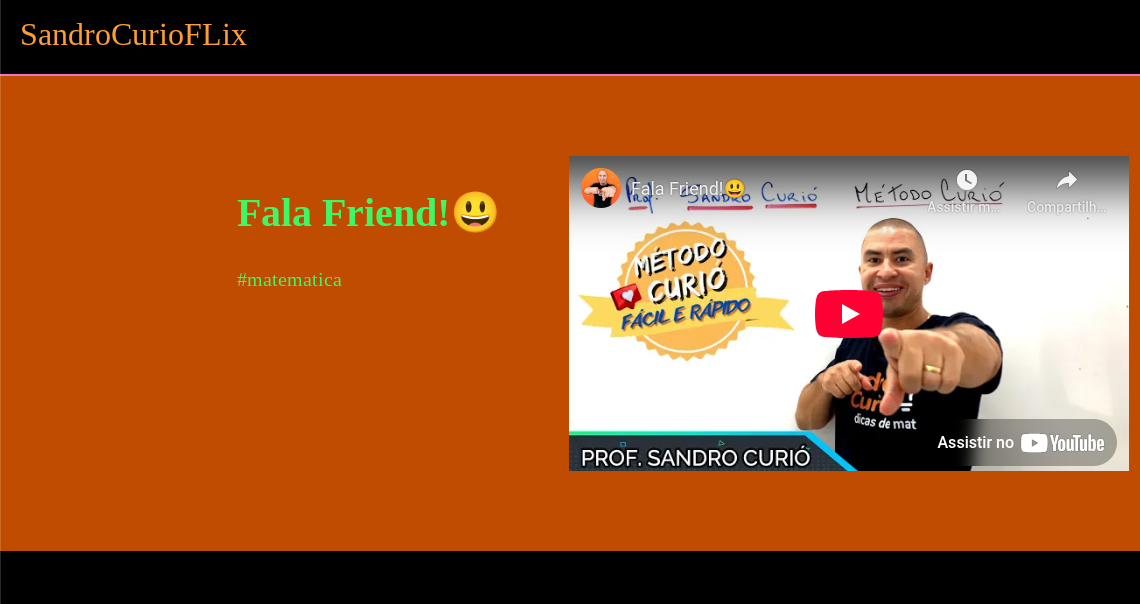 SandroCurioFLix
Fala Friend!😃
#matematica
Fala Friend!😃
Assistir m...
Compartilh...
Prof. Sandro Curió
Método Curió
MÉTODO
CURIÓ
FÁCIL E RÁPIDO
Curió
dicas de mat
Assistir no YouTube
PROF. SANDRO CURIÓ